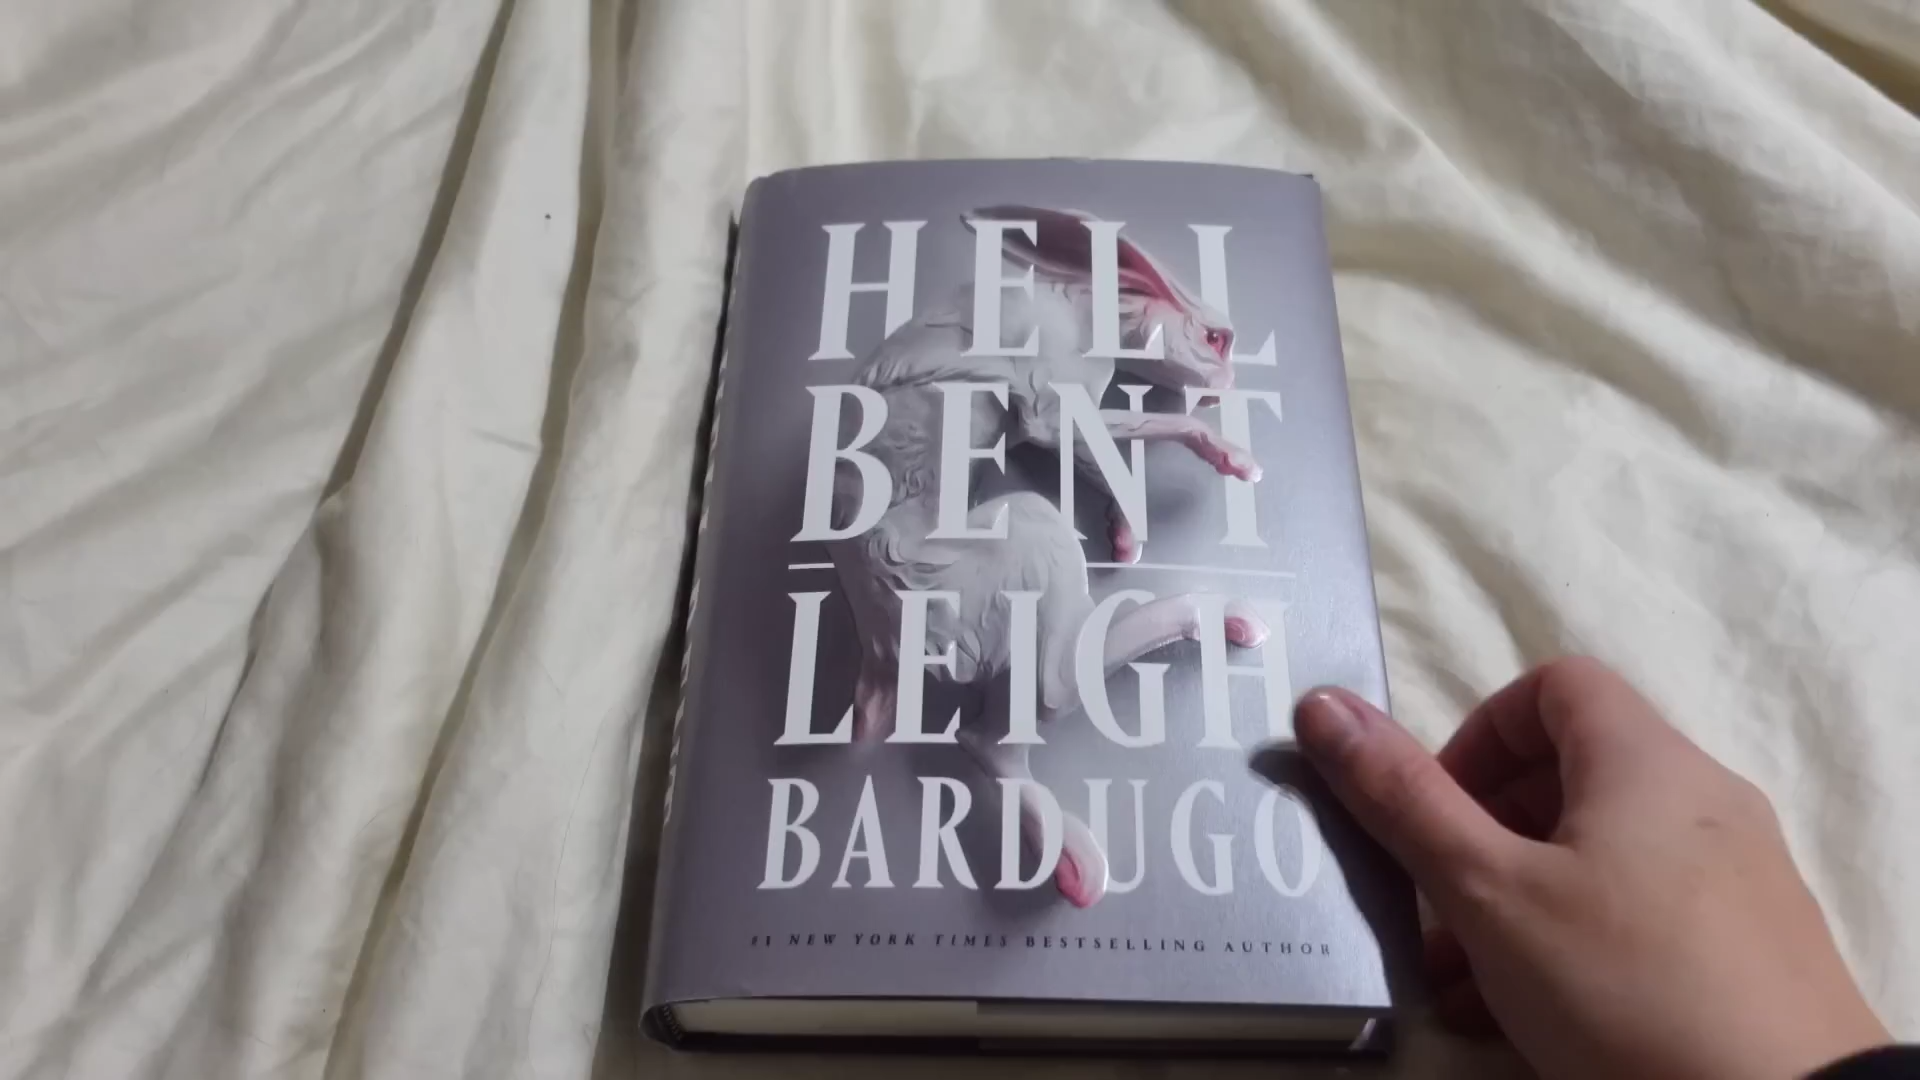 HELL
BENT
LEIGH
BARDUGO
#1 NEW YORK TIMES BESTSELLING AUTHOR